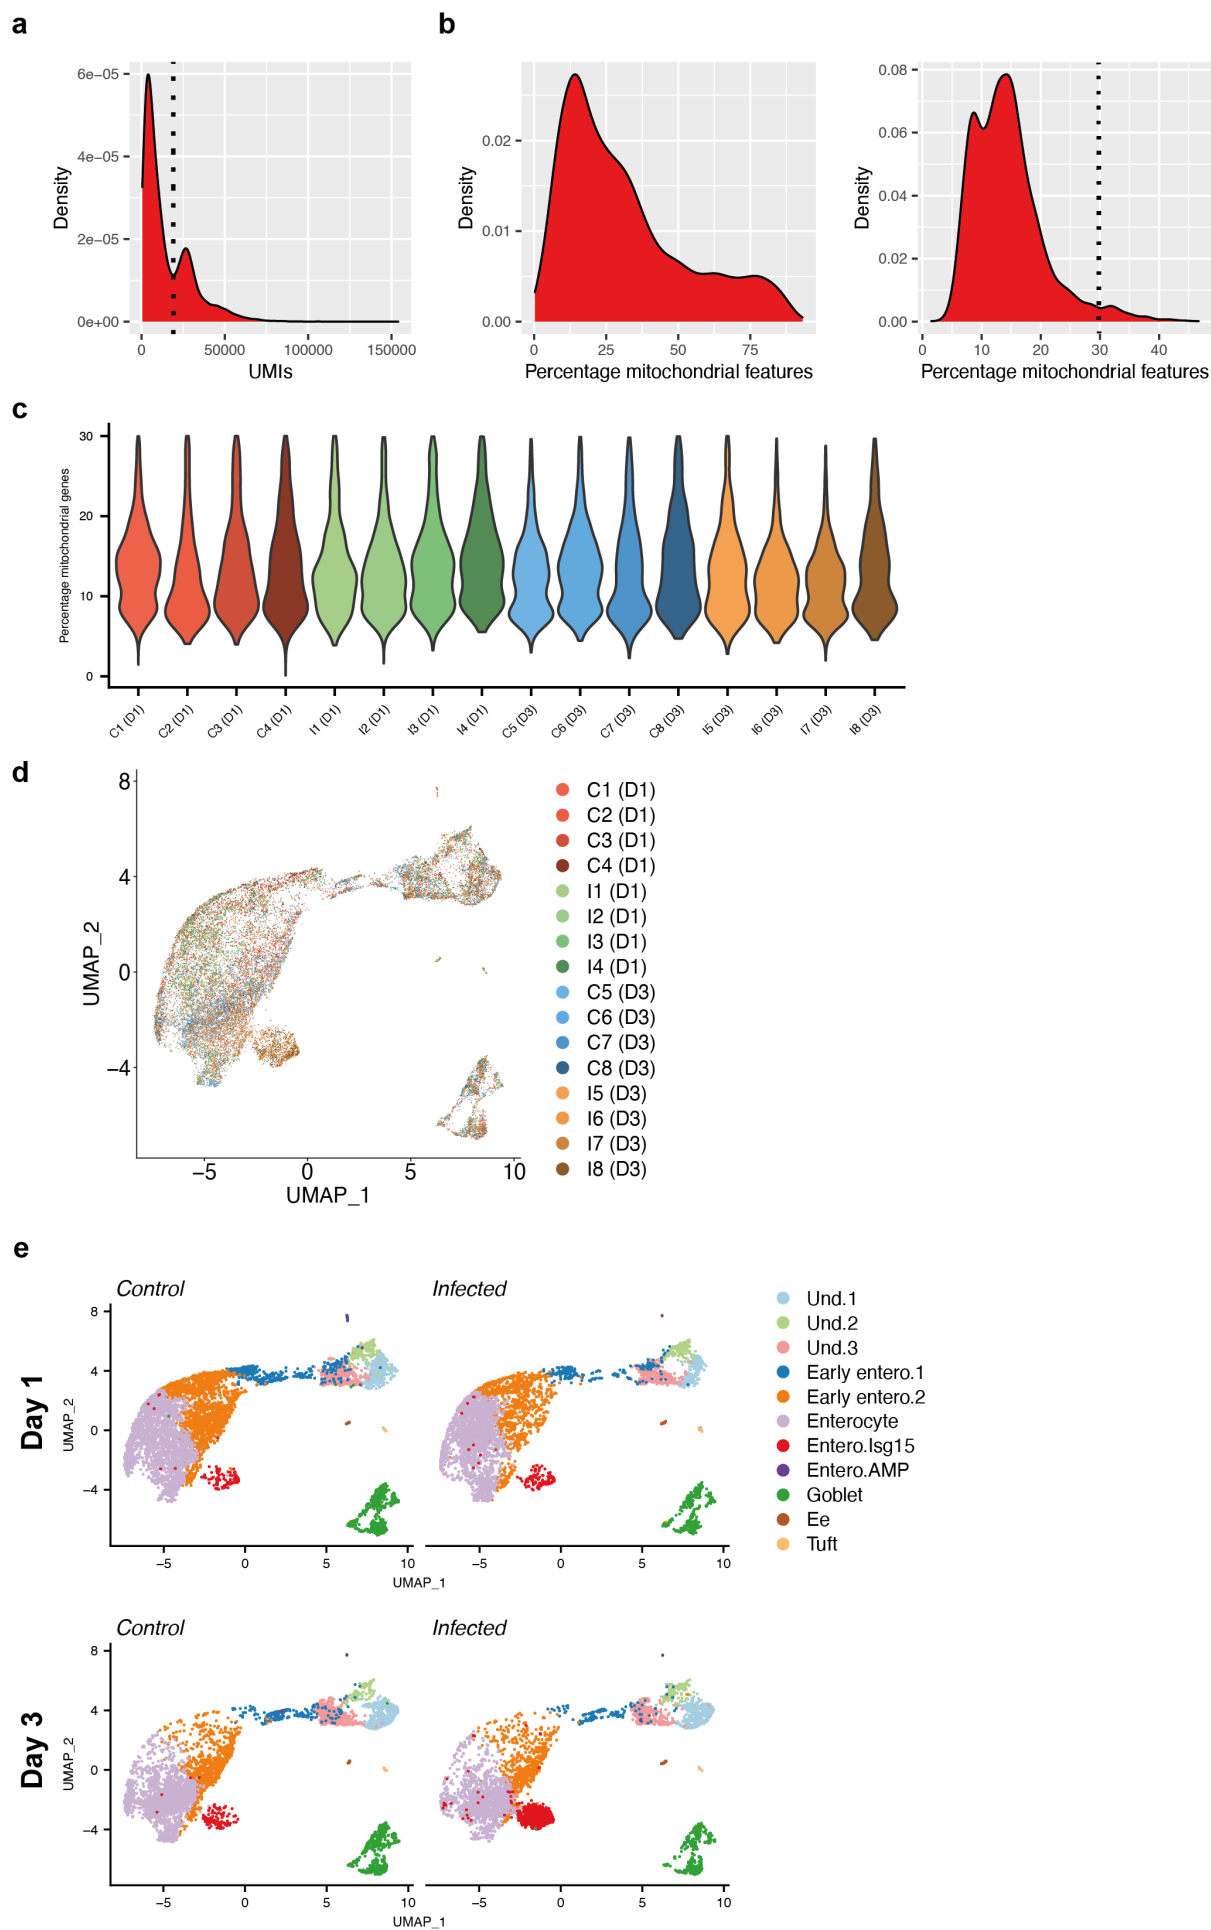 a
b
6e−05
4e−05
2e−05
0e+00
Density
0
50000
100000
150000
UMIs
0.02
0.01
0.00
Density
0
25
50
75
Percentage mitochondrial features
0.08
0.06
0.04
0.02
0.00
Density
0
10
20
30
40
Percentage mitochondrial features
c
30
20
10
0
Percentage mitochondrial genes
C1 (D1)
C2 (D1)
C3 (D1)
C4 (D1)
I1 (D1)
I2 (D1)
I3 (D1)
I4 (D1)
C5 (D3)
C6 (D3)
C7 (D3)
C8 (D3)
I5 (D3)
I6 (D3)
I7 (D3)
I8 (D3)
d
8
4
0
−4
UMAP_2
−5
0
5
10
UMAP_1
C1 (D1)
C2 (D1)
C3 (D1)
C4 (D1)
I1 (D1)
I2 (D1)
I3 (D1)
I4 (D1)
C5 (D3)
C6 (D3)
C7 (D3)
C8 (D3)
I5 (D3)
I6 (D3)
I7 (D3)
I8 (D3)
e
Control
Infected
Day 1
UMAP_2
8
4
0
−4
−5
0
5
10
−5
0
5
10
UMAP_1
Und.1
Und.2
Und.3
Early entero.1
Early entero.2
Enterocyte
Entero.Isg15
Entero.AMP
Goblet
Ee
Tuft
Control
Infected
Day 3
UMAP_2
8
4
0
−4
−5
0
5
10
−5
0
5
10
UMAP_1